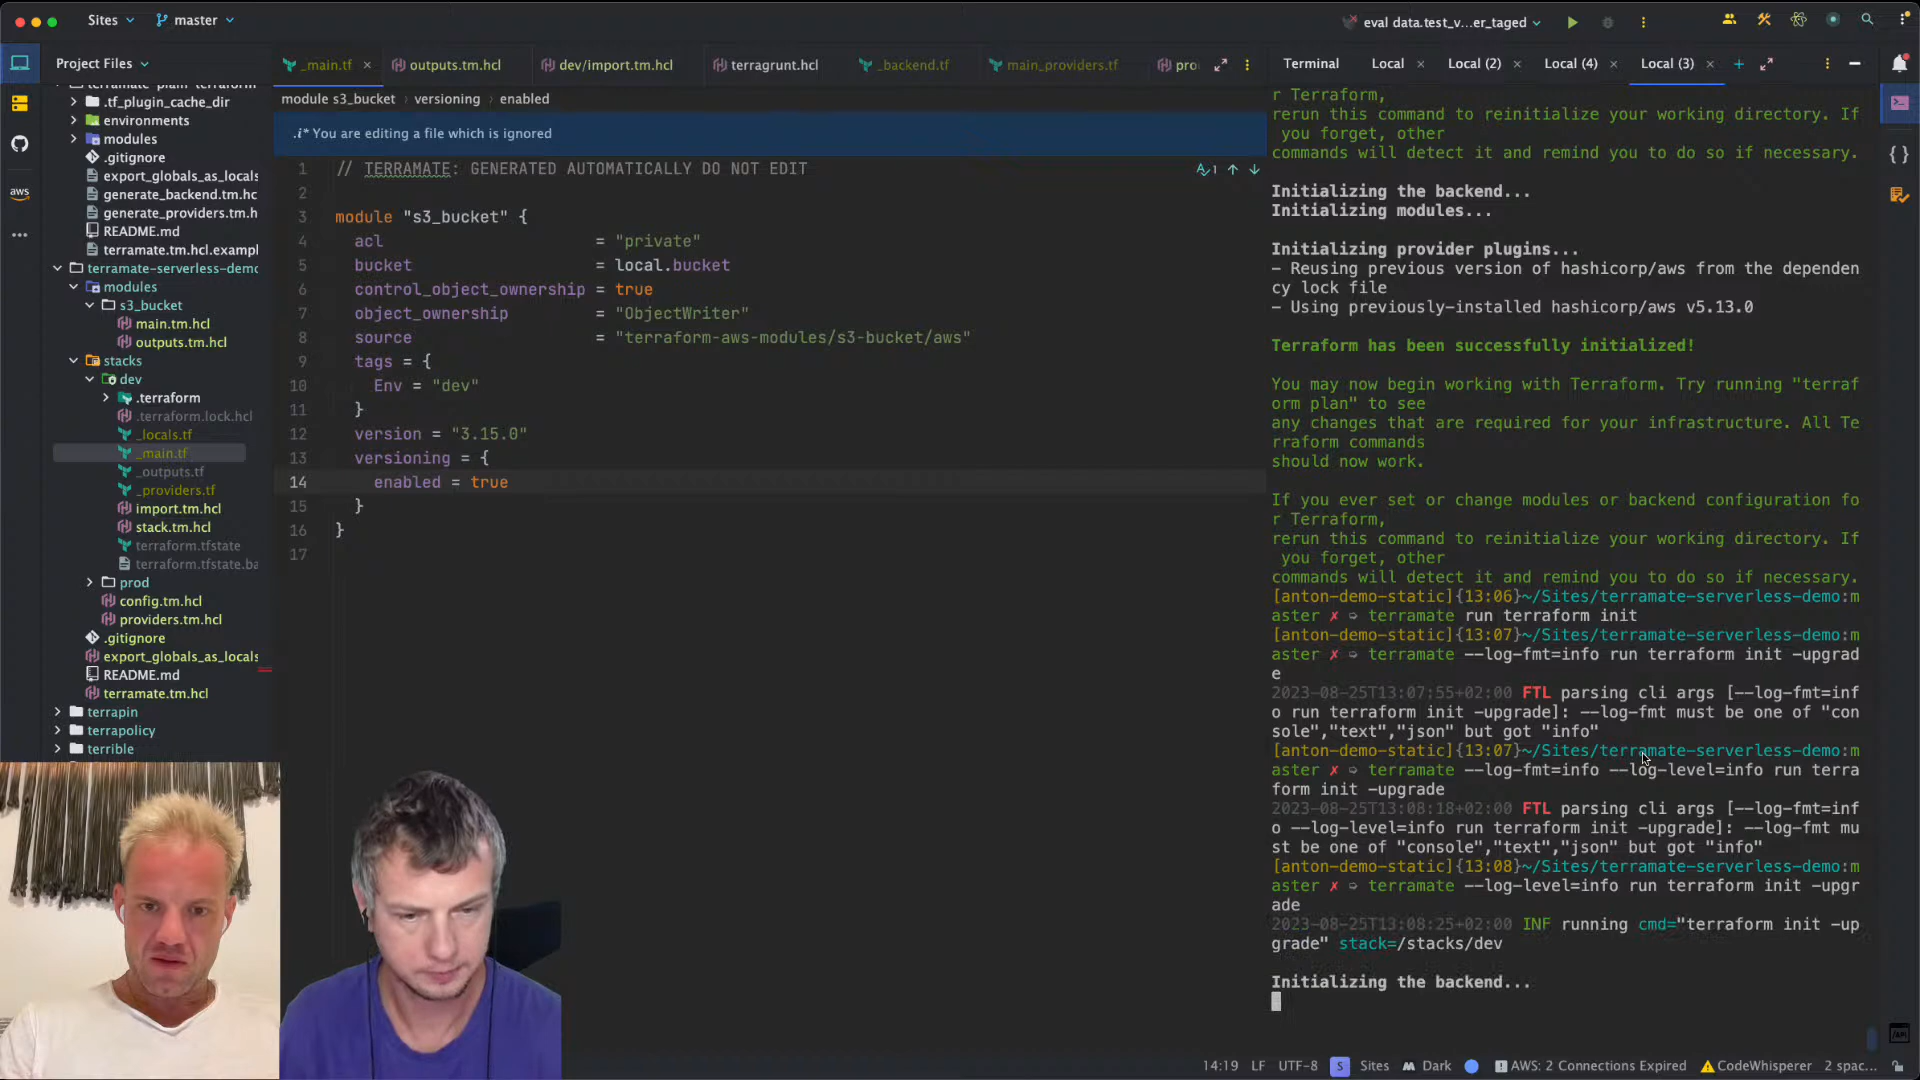 Sites
master
eval data.test_v...er_taged
Project Files
_main.tf
outputs.tm.hcl
dev/import.tm.hcl
terragrunt.hcl
_backend.tf
main_providers.tf
pro
Terminal
Local
Local (2)
Local (4)
Local (3)
.tf_plugin_cache_dir
environments
modules
.gitignore
export_globals_as_locals
generate_backend.tm.hc
generate_providers.tm.h
README.md
terramate.tm.hcl.exampl
terramate-serverless-demo
modules
s3_bucket
main.tm.hcl
outputs.tm.hcl
stacks
dev
.terraform
.terraform.lock.hcl
_locals.tf
_main.tf
_outputs.tf
_providers.tf
import.tm.hcl
stack.tm.hcl
terraform.tfstate
terraform.tfstate.ba
prod
config.tm.hcl
providers.tm.hcl
.gitignore
export_globals_as_locals
README.md
terramate.tm.hcl
terrapin
terrapolicy
terrible
aws
module s3_bucket › versioning › enabled
.i* You are editing a file which is ignored
1 // TERRAMATE: GENERATED AUTOMATICALLY DO NOT EDIT
2
3 module "s3_bucket" {
4 acl = "private"
5 bucket = local.bucket
6 control_object_ownership = true
7 object_ownership = "ObjectWriter"
8 source = "terraform-aws-modules/s3-bucket/aws"
9 tags = {
10 Env = "dev"
11 }
12 version = "3.15.0"
13 versioning = {
14 enabled = true
15 }
16 }
17
1
r Terraform,
rerun this command to reinitialize your working directory. If
you forget, other
commands will detect it and remind you to do so if necessary.
Initializing the backend...
Initializing modules...
Initializing provider plugins...
- Reusing previous version of hashicorp/aws from the dependen
cy lock file
- Using previously-installed hashicorp/aws v5.13.0
Terraform has been successfully initialized!
You may now begin working with Terraform. Try running "terraf
orm plan" to see
any changes that are required for your infrastructure. All Te
rraform commands
should now work.
If you ever set or change modules or backend configuration fo
r Terraform,
rerun this command to reinitialize your working directory. If
you forget, other
commands will detect it and remind you to do so if necessary.
[anton-demo-static]{13:06}~/Sites/terramate-serverless-demo:m
aster ✗ ➭ terramate run terraform init
[anton-demo-static]{13:07}~/Sites/terramate-serverless-demo:m
aster ✗ ➭ terramate --log-fmt=info run terraform init -upgrad
e
2023-08-25T13:07:55+02:00 FTL parsing cli args [--log-fmt=inf
o run terraform init -upgrade]: --log-fmt must be one of "con
sole","text","json" but got "info"
[anton-demo-static]{13:07}~/Sites/terramate-serverless-demo:m
aster ✗ ➭ terramate --log-fmt=info --log-level=info run terra
form init -upgrade
2023-08-25T13:08:18+02:00 FTL parsing cli args [--log-fmt=inf
o --log-level=info run terraform init -upgrade]: --log-fmt mu
st be one of "console","text","json" but got "info"
[anton-demo-static]{13:08}~/Sites/terramate-serverless-demo:m
aster ✗ ➭ terramate --log-level=info run terraform init -upgr
ade
2023-08-25T13:08:25+02:00 INF running cmd="terraform init -up
grade" stack=/stacks/dev
Initializing the backend...
14:19
LF
UTF-8
S
Sites
Dark
AWS: 2 Connections Expired
CodeWhisperer
2 spac...